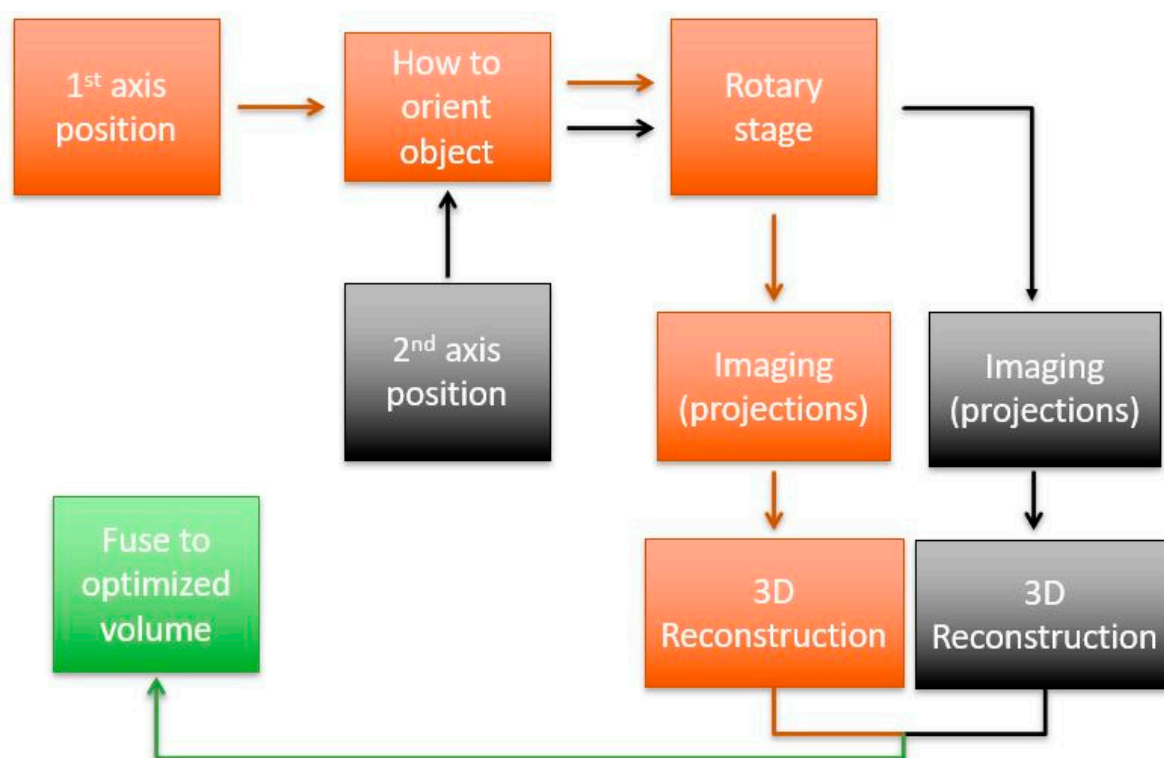 1st axis
position
How to
orient
object
Rotary
stage
2nd axis
position
Imaging
(projections)
Imaging
(projections)
Fuse to
optimized
volume
3D
Reconstruction
3D
Reconstruction